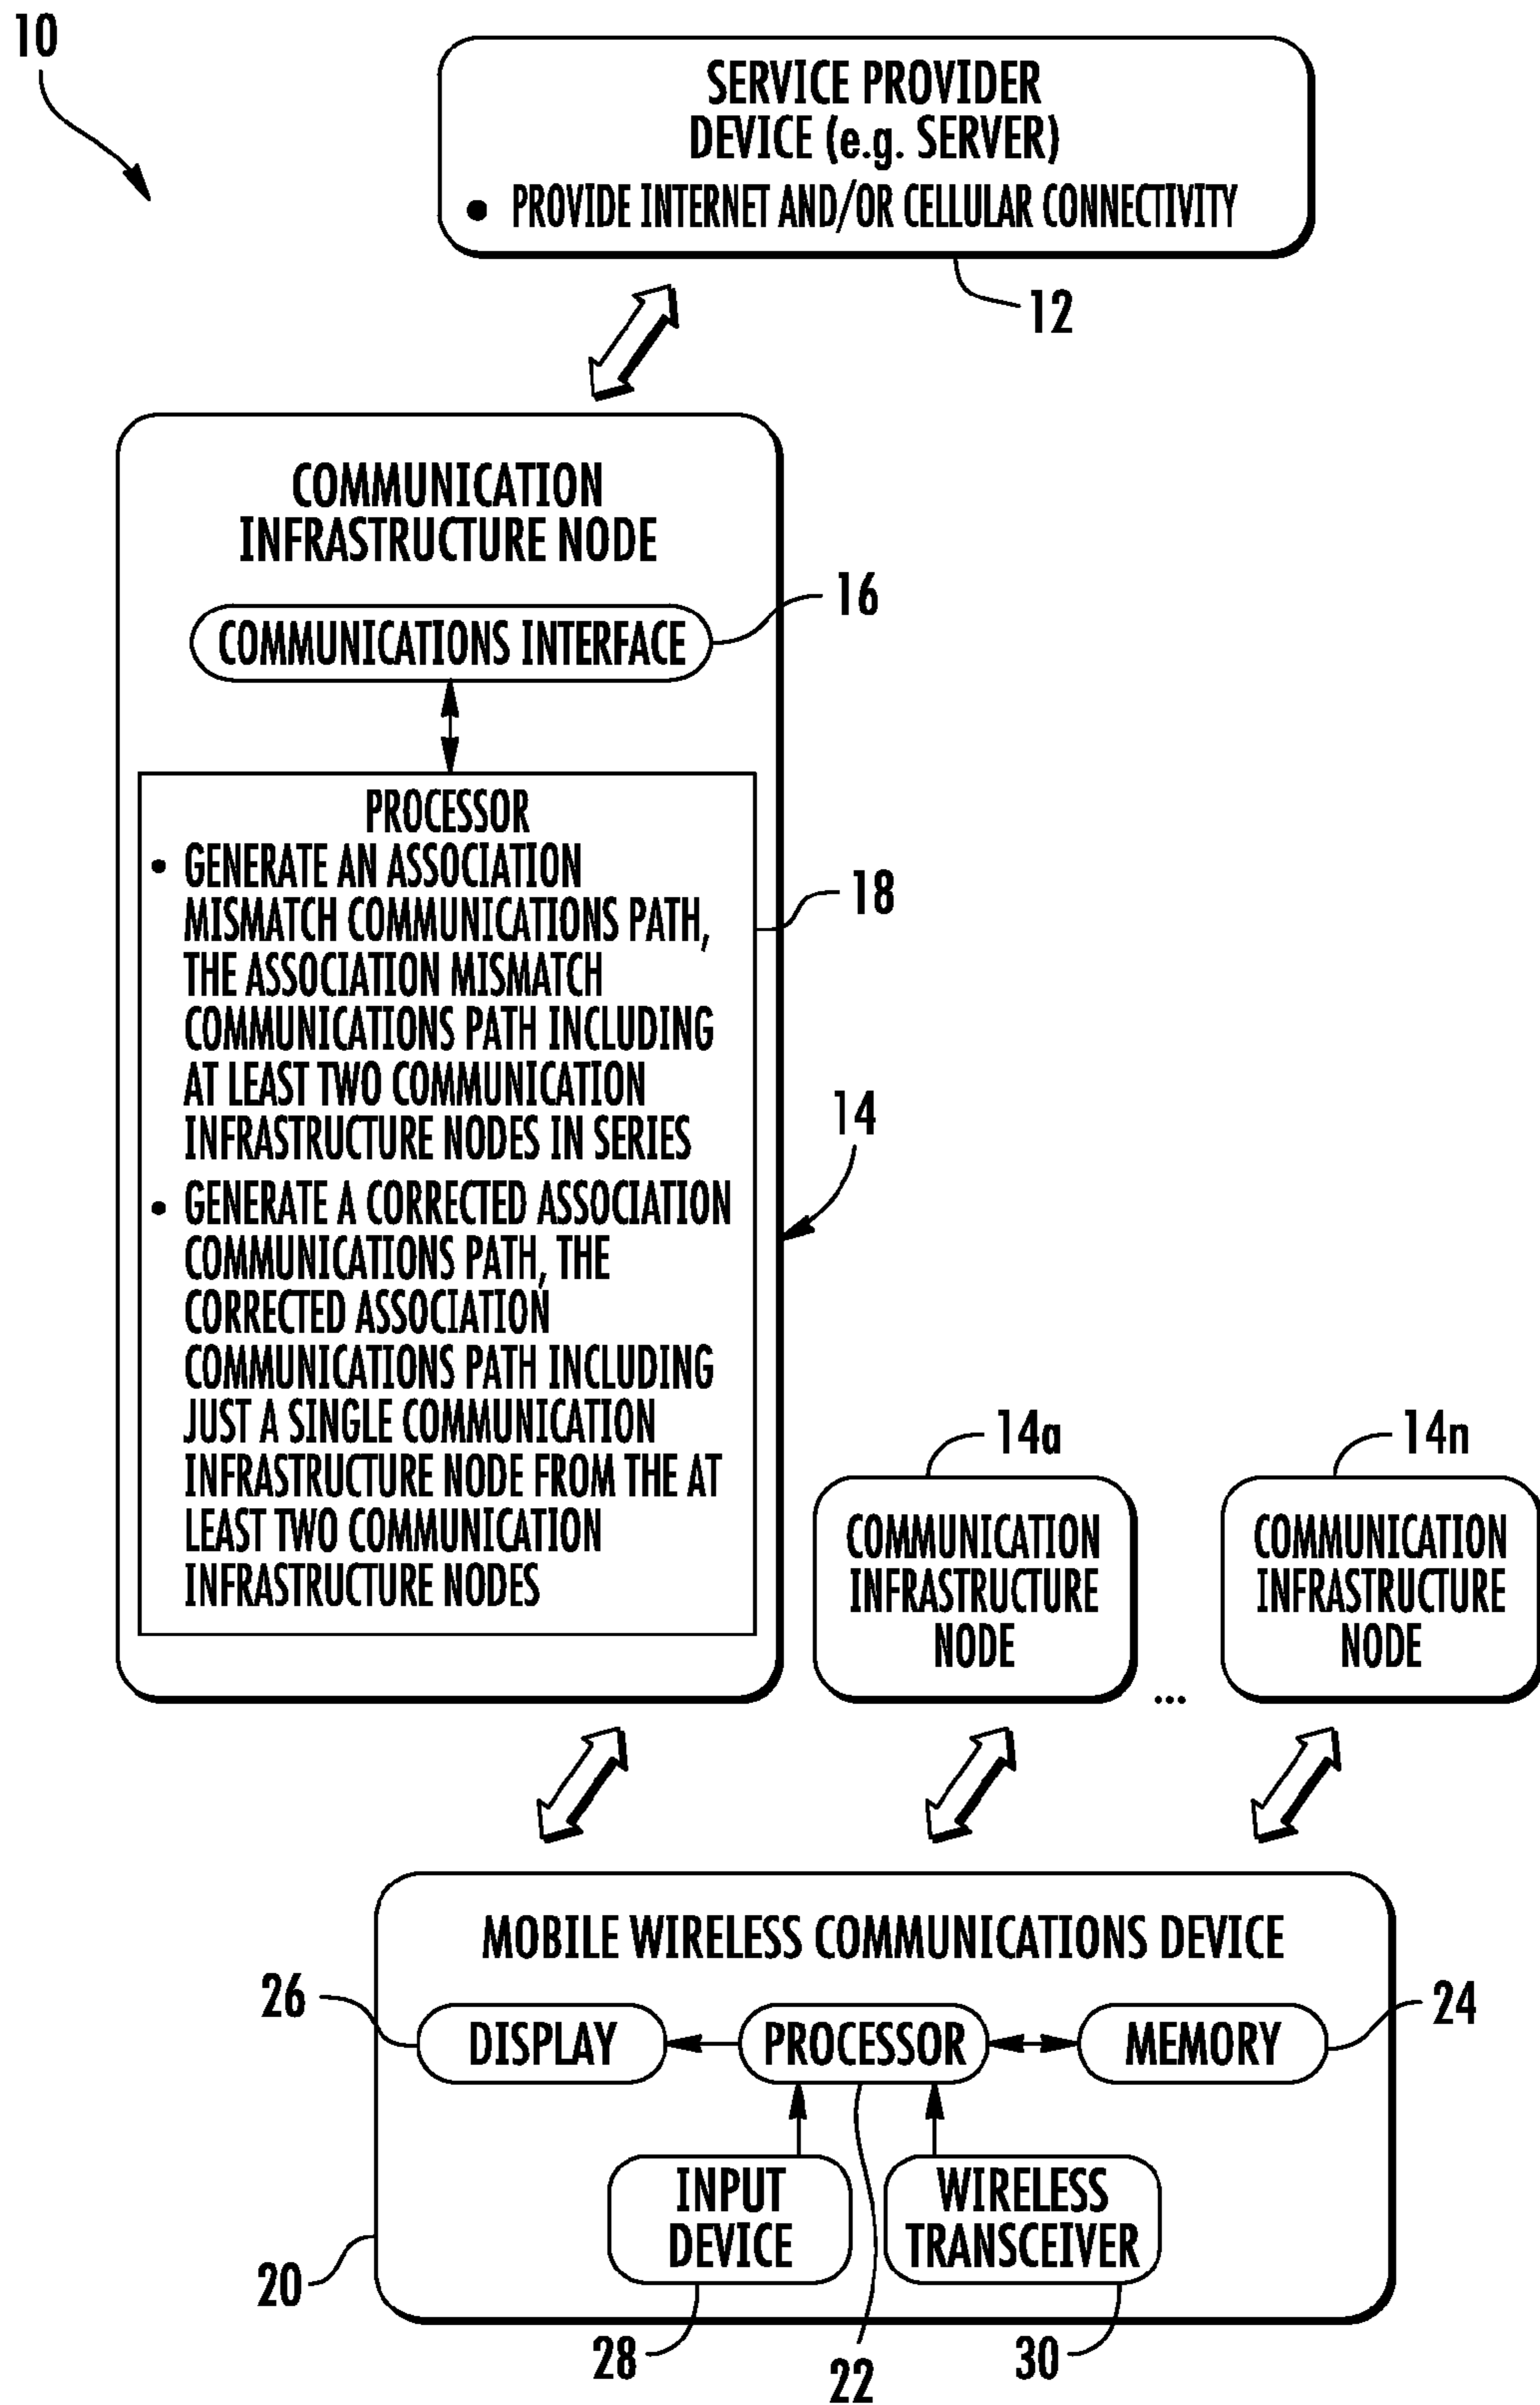 10
SERVICE PROVIDER
DEVICE (e.g. SERVER)
• PROVIDE INTERNET AND/OR CELLULAR CONNECTIVITY
12
COMMUNICATION
INFRASTRUCTURE NODE
16
COMMUNICATIONS INTERFACE
PROCESSOR
• GENERATE AN ASSOCIATION
MISMATCH COMMUNICATIONS PATH,
THE ASSOCIATION MISMATCH
COMMUNICATIONS PATH INCLUDING
AT LEAST TWO COMMUNICATION
INFRASTRUCTURE NODES IN SERIES
• GENERATE A CORRECTED ASSOCIATION
COMMUNICATIONS PATH, THE
CORRECTED ASSOCIATION
COMMUNICATIONS PATH INCLUDING
JUST A SINGLE COMMUNICATION
INFRASTRUCTURE NODE FROM THE AT
LEAST TWO COMMUNICATION
INFRASTRUCTURE NODES
18
14
14a
COMMUNICATION
INFRASTRUCTURE
NODE
...
14n
COMMUNICATION
INFRASTRUCTURE
NODE
MOBILE WIRELESS COMMUNICATIONS DEVICE
26
DISPLAY
PROCESSOR
MEMORY
24
INPUT
DEVICE
WIRELESS
TRANSCEIVER
20
28
22
30